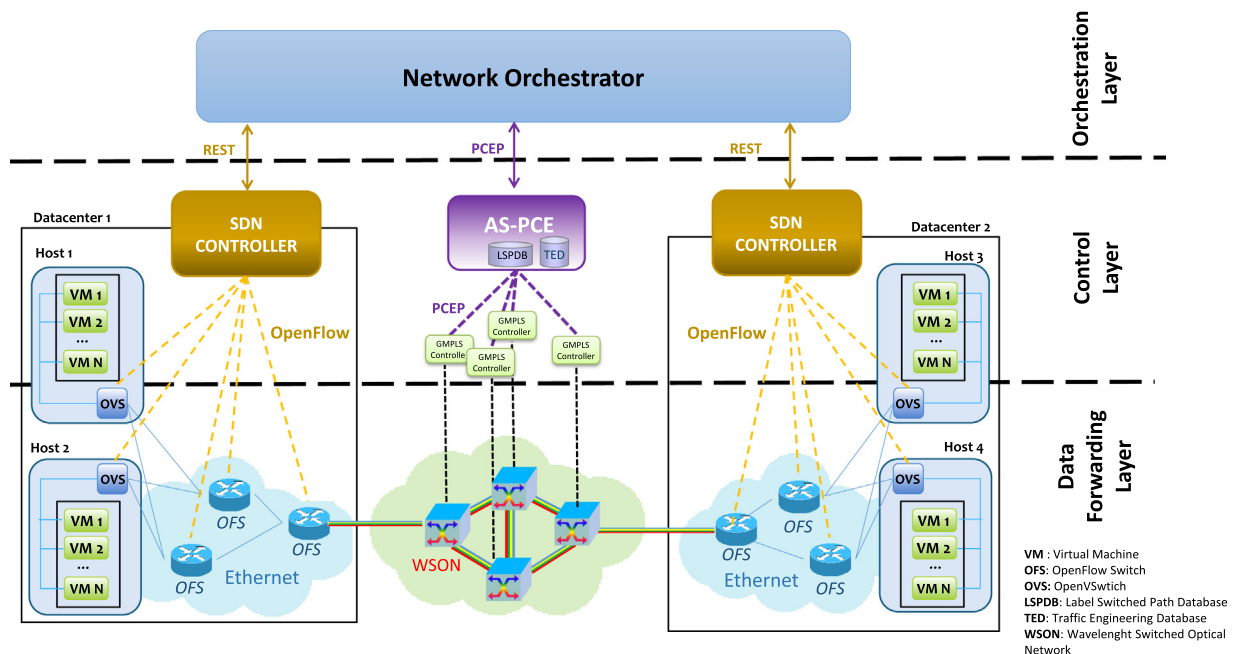 Network Orchestrator
Orchestration
Layer
REST
PCEP
REST
SDN
CONTROLLER
AS-PCE
LSPDB
TED
SDN
CONTROLLER
Control
Layer
Datacenter 1
Host 1
VM 1
VM 2
...
VM N
OVS
OpenFlow
PCEP
GMPLS
Controlle
GMPLS
Controller
GMPLS
Controller
GMPLS
Controller
OpenFlow
Datacenter 2
Host 3
VM 1
VM 2
...
VM N
OVS
Host 2
OVS
VM 1
VM 2
...
VM N
OFS
OFS
OFS
Ethernet
WSON
OFS
OFS
OFS
Ethernet
Host 4
OVS
VM 1
VM 2
...
VM N
Data
Forwarding
Layer
VM : Virtual Machine
OFS: OpenFlow Switch
OVS: OpenVSwtich
LSPDB: Label Switched Path Database
TED: Traffic Engineering Database
WSON: Wavelenght Switched Optical
Network